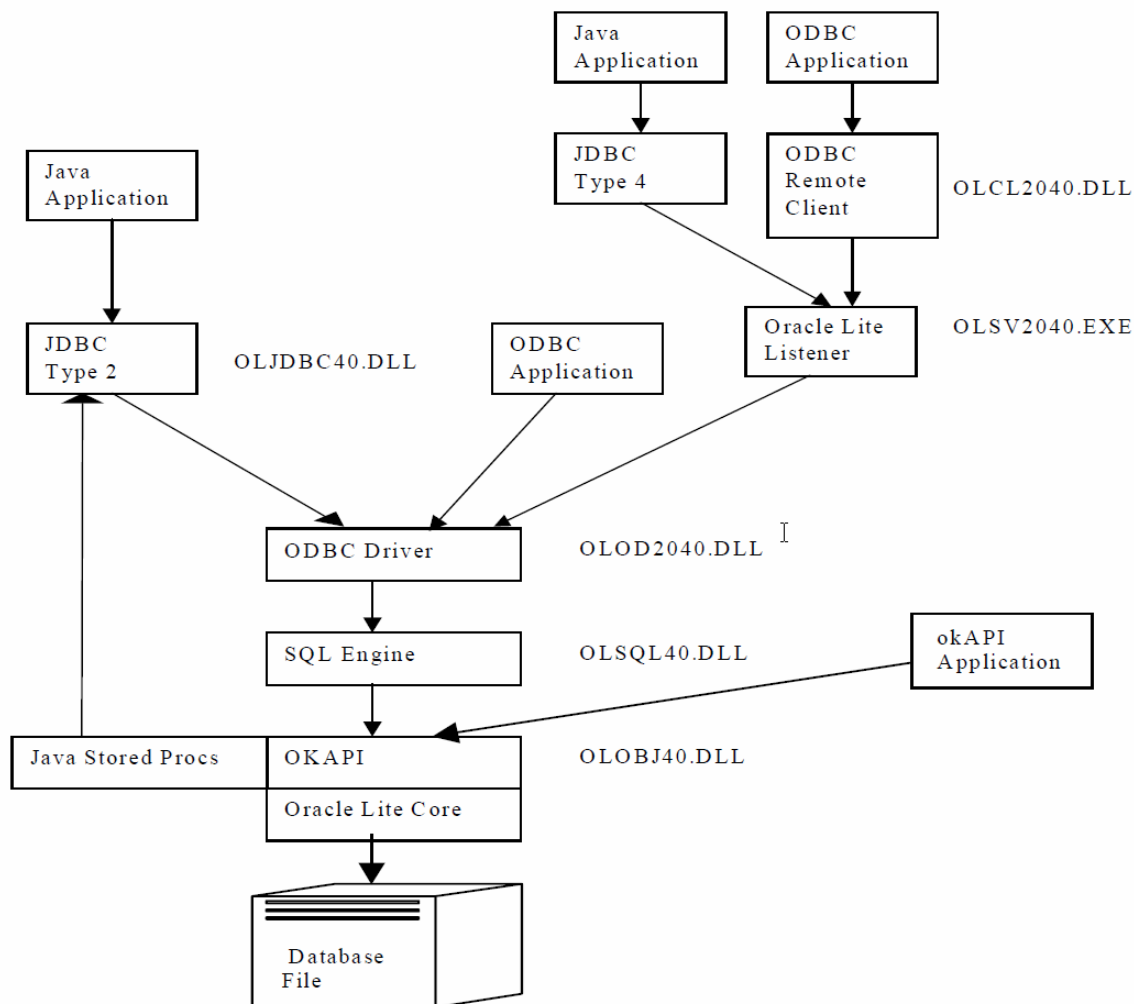 Java
Application
ODBC
Application
JDBC
Type 4
ODBC
Remote
Client
OLCL2040.DLL
Java
Application
Oracle Lite
Listener
OLSV2040.EXE
JDBC
Type 2
OLJDBC40.DLL
ODBC
Application
ODBC Driver
OLOD2040.DLL
SQL Engine
OLSQL40.DLL
okAPI
Application
Java Stored Procs
OKAPI
OLOBJ40.DLL
Oracle Lite Core
Database
File